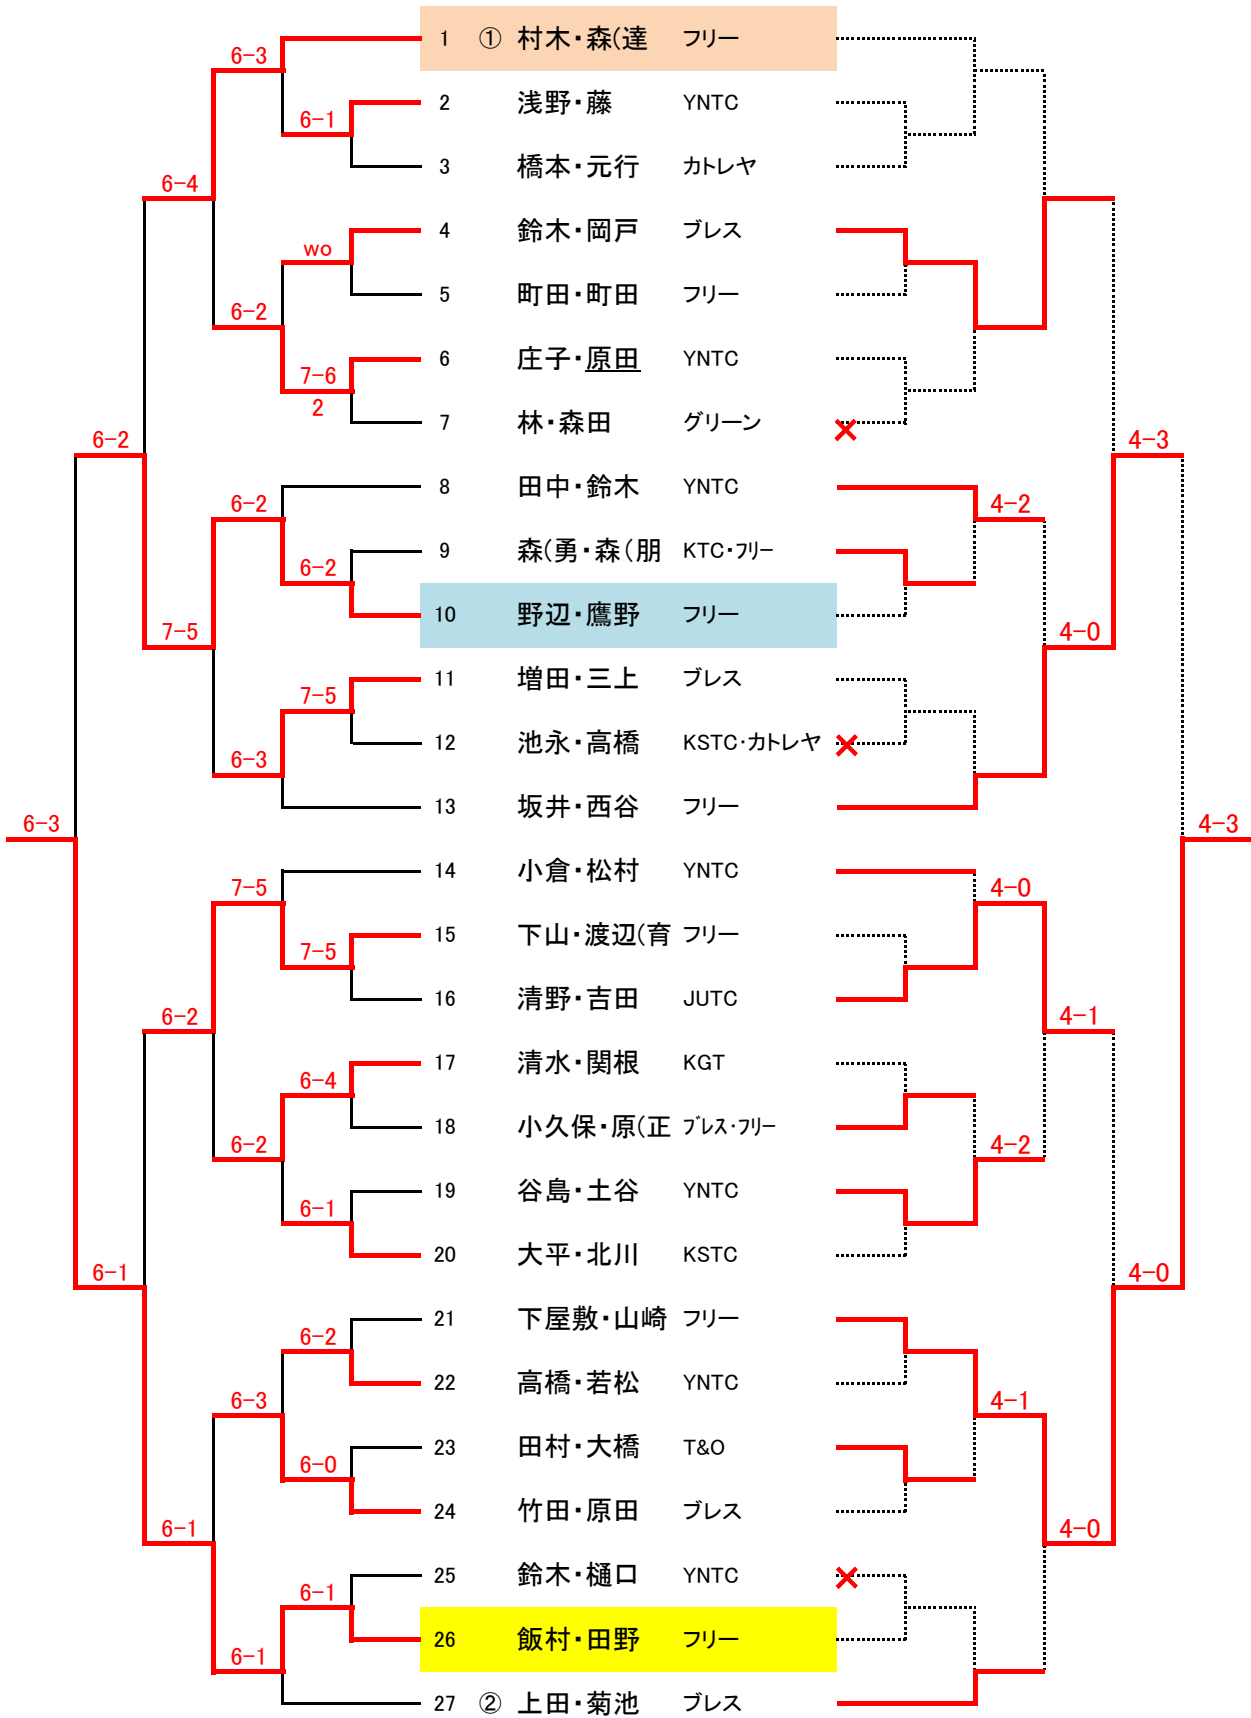 1 ① 村木・森(達 フリー
6-3
2 浅野・藤 YNTC
6-1
3 橋本・元行 カトレヤ
6-4
4 鈴木・岡戸 ブレス
wo
5 町田・町田 フリー
6-2
6 庄子・原田 YNTC
7-6
2
7 林・森田 グリーン ×
6-2 4-3
8 田中・鈴木 YNTC
6-2 4-2
9 森(勇・森(朋 KTC・フリー
6-2
10 野辺・鷹野 フリー
7-5 4-0
11 増田・三上 ブレス
7-5
12 池永・高橋 KSTC・カトレヤ ×
6-3
13 坂井・西谷 フリー
6-3 4-3
14 小倉・松村 YNTC
7-5 4-0
15 下山・渡辺(育 フリー
7-5
16 清野・吉田 JUTC
6-2 4-1
17 清水・関根 KGT
6-4
18 小久保・原(正 ブレス・フリー
6-2 4-2
19 谷島・土谷 YNTC
6-1
20 大平・北川 KSTC
6-1 4-0
21 下屋敷・山崎 フリー
6-2
22 高橋・若松 YNTC
6-3 4-1
23 田村・大橋 T&O
6-0
24 竹田・原田 ブレス
6-1 4-0
25 鈴木・樋口 YNTC ×
6-1
26 飯村・田野 フリー
6-1
27 ② 上田・菊池 ブレス